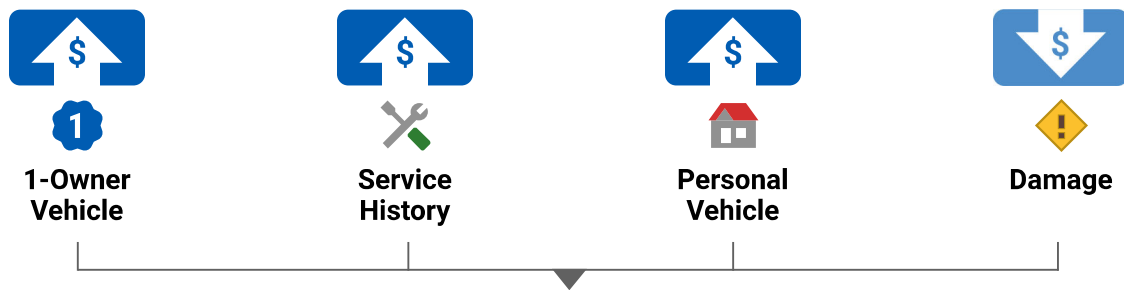 $
$
$
$
1
!
1-Owner
Vehicle
Service
History
Personal
Vehicle
Damage